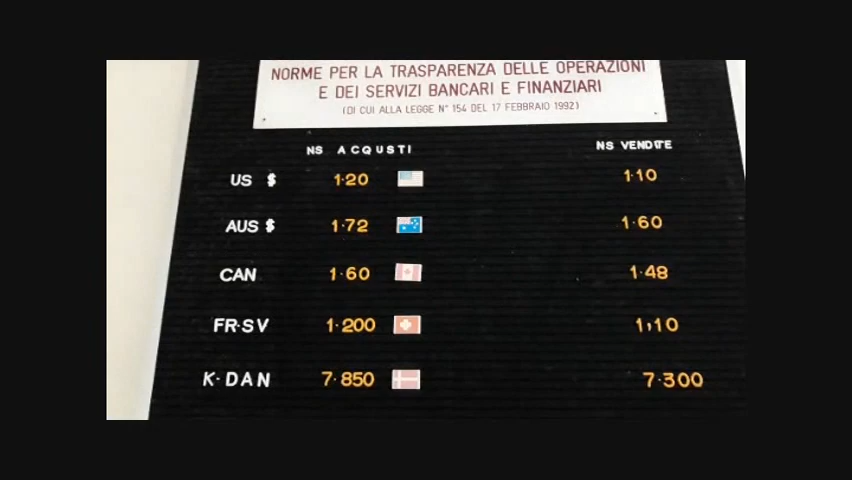 NORME PER LA TRASPARENZA DELLE OPERAZIONI
E DEI SERVIZI BANCARI E FINANZIARI
(DI CUI ALLA LEGGE N° 154 DEL 17 FEBBRAIO 1992)
NS ACQUSTI NS VENDITE
US $ 1·20 1·10
AUS $ 1·72 1·60
CAN 1·60 1·48
FR·SV 1·200 1,10
K·DAN 7·850 7·300